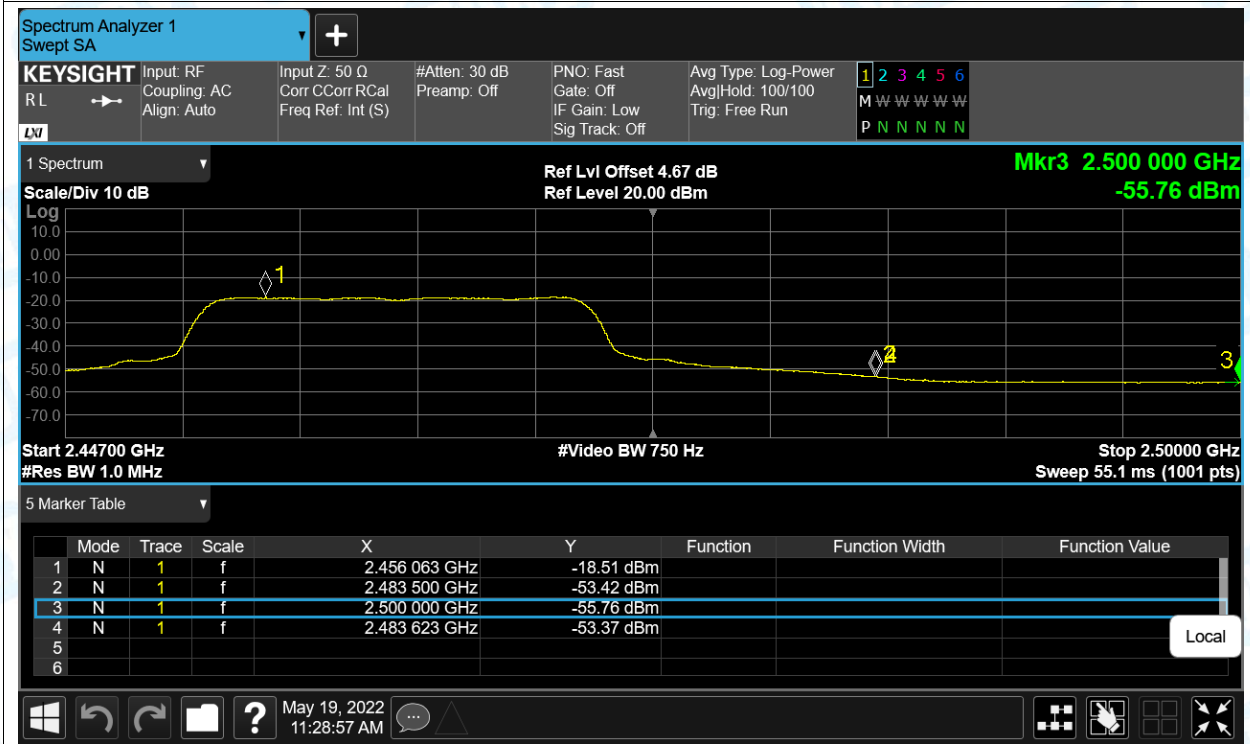 Spectrum Analyzer 1
Swept SA
KEYSIGHT
R L
LXI
Input: RF
Coupling: AC
Align: Auto
Input Z: 50 Ω
Corr CCorr RCal
Freq Ref: Int (S)
#Atten: 30 dB
Preamp: Off
PNO: Fast
Gate: Off
IF Gain: Low
Sig Track: Off
Avg Type: Log-Power
Avg|Hold: 100/100
Trig: Free Run
1 2 3 4 5 6
M W W W W W
P N N N N N
1 Spectrum
Scale/Div 10 dB
Ref Lvl Offset 4.67 dB
Ref Level 20.00 dBm
Mkr3 2.500 000 GHz
-55.76 dBm
Log
10.0
0.00
-10.0
-20.0
-30.0
-40.0
-50.0
-60.0
-70.0
1
2
3
Start 2.44700 GHz
#Res BW 1.0 MHz
#Video BW 750 Hz
Stop 2.50000 GHz
Sweep 55.1 ms (1001 pts)
5 Marker Table
Mode Trace Scale X Y Function Function Width Function Value
1 N 1 f 2.456 063 GHz -18.51 dBm
2 N 1 f 2.483 500 GHz -53.42 dBm
3 N 1 f 2.500 000 GHz -55.76 dBm
4 N 1 f 2.483 623 GHz -53.37 dBm
5
6
Local
?
May 19, 2022
11:28:57 AM